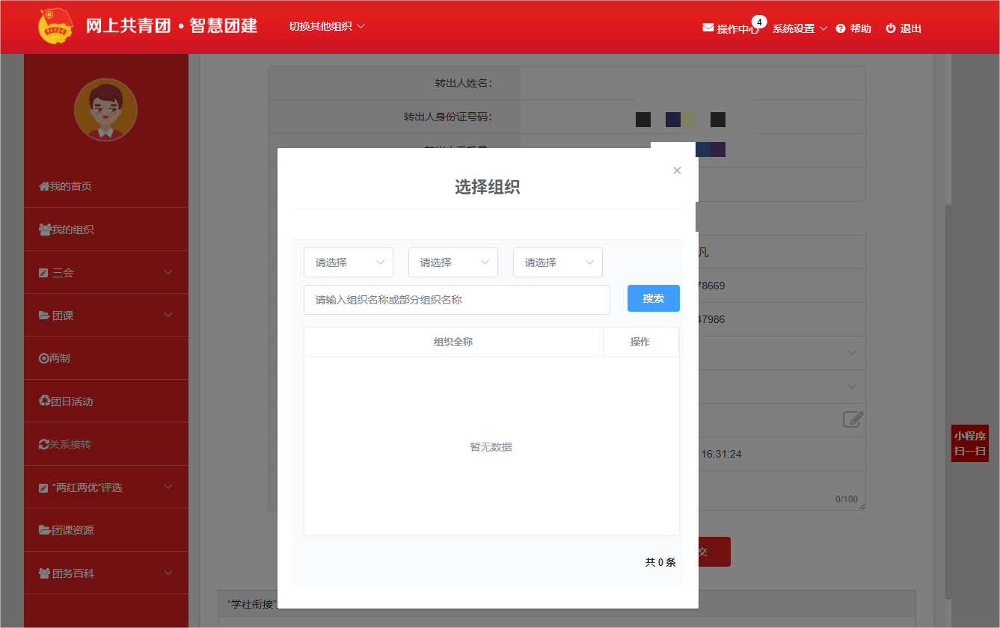 网上共青团·智慧团建
切换其他组织
操作中心
4
系统设置
帮助
退出
我的首页
我的组织
三会
团课
两制
团日活动
关系接转
“两红两优”评选
团课资源
团务百科
转出人姓名：
转出人身份证号码：
选择组织
请选择 请选择 请选择
请输入组织名称或部分组织名称
搜索
组织全称 操作
暂无数据
共 0 条
凡
78669
47986
16:31:24
0/100
交
“学社衔接”
小程序
扫一扫